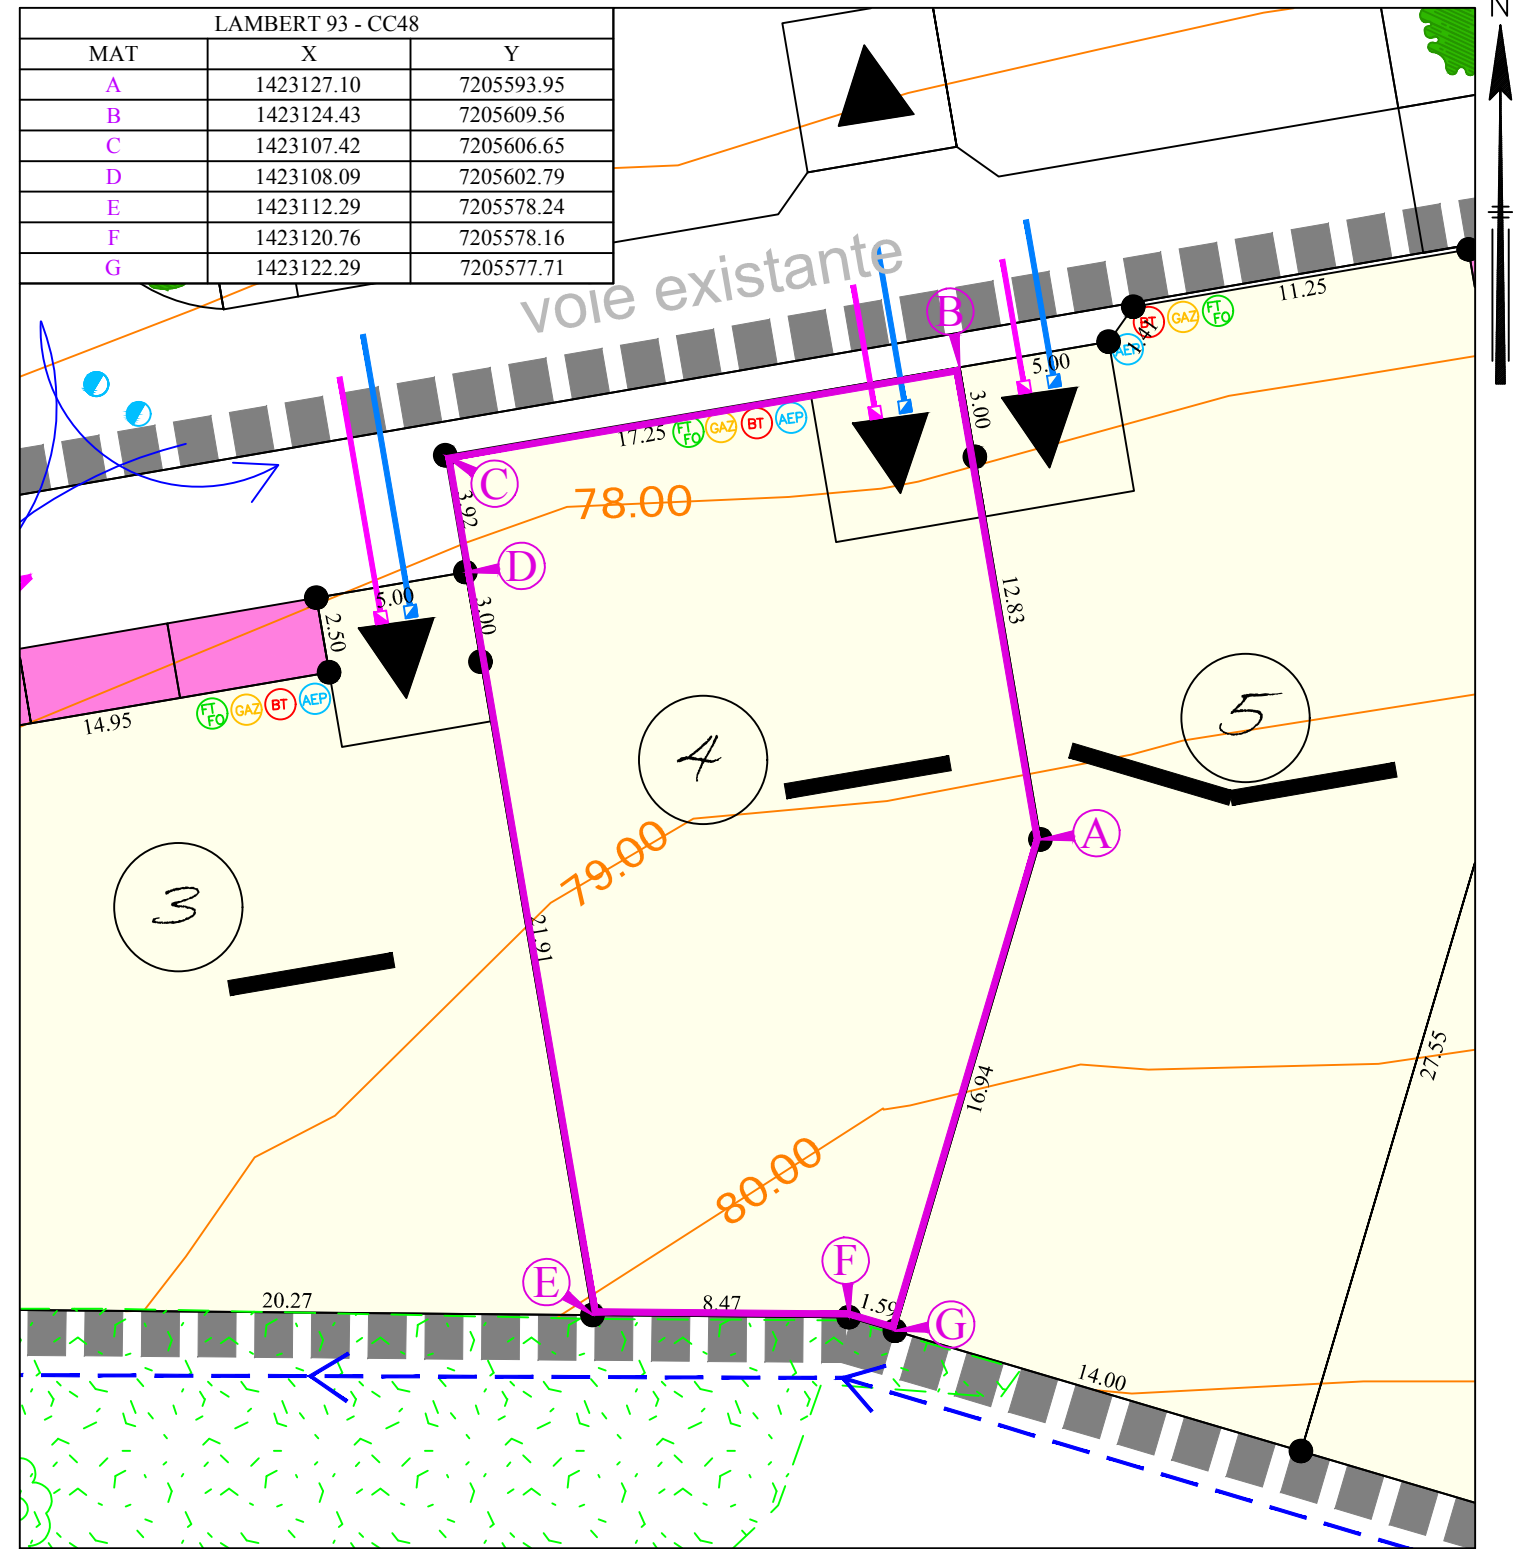 LAMBERT 93 - CC48
MAT X Y
A 1423127.10 7205593.95
B 1423124.43 7205609.56
C 1423107.42 7205606.65
D 1423108.09 7205602.79
E 1423112.29 7205578.24
F 1423120.76 7205578.16
G 1423122.29 7205577.71
N
voie existante
B
11.25
BT GAZ FT FO
1.41
AEP
5.00
3.00
17.25 FT FO GAZ BT AEP
C
3.92
78.00
D
5.00
3.00
2.50
12.83
14.95
FT FO GAZ BT AEP
4
5
A
79.00
3
21.91
27.55
16.94
80.00
F
E
20.27
8.47
1.59
G
14.00